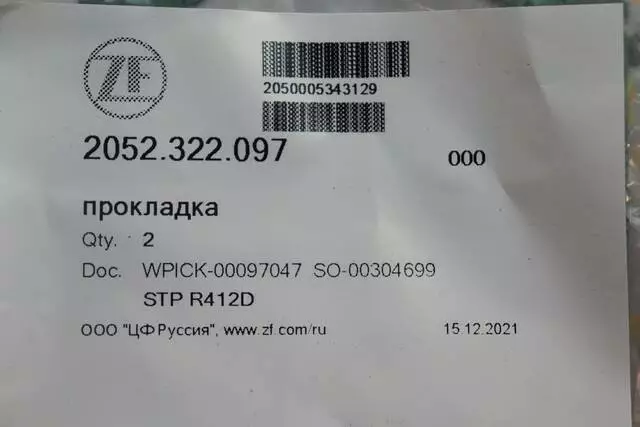 ZF
2050005343129
2052.322.097 000
прокладка
Qty. 2
Doc. WPICK-00097047 SO-00304699
STP R412D
ООО "ЦФ Руссия", www.zf.com/ru 15.12.2021